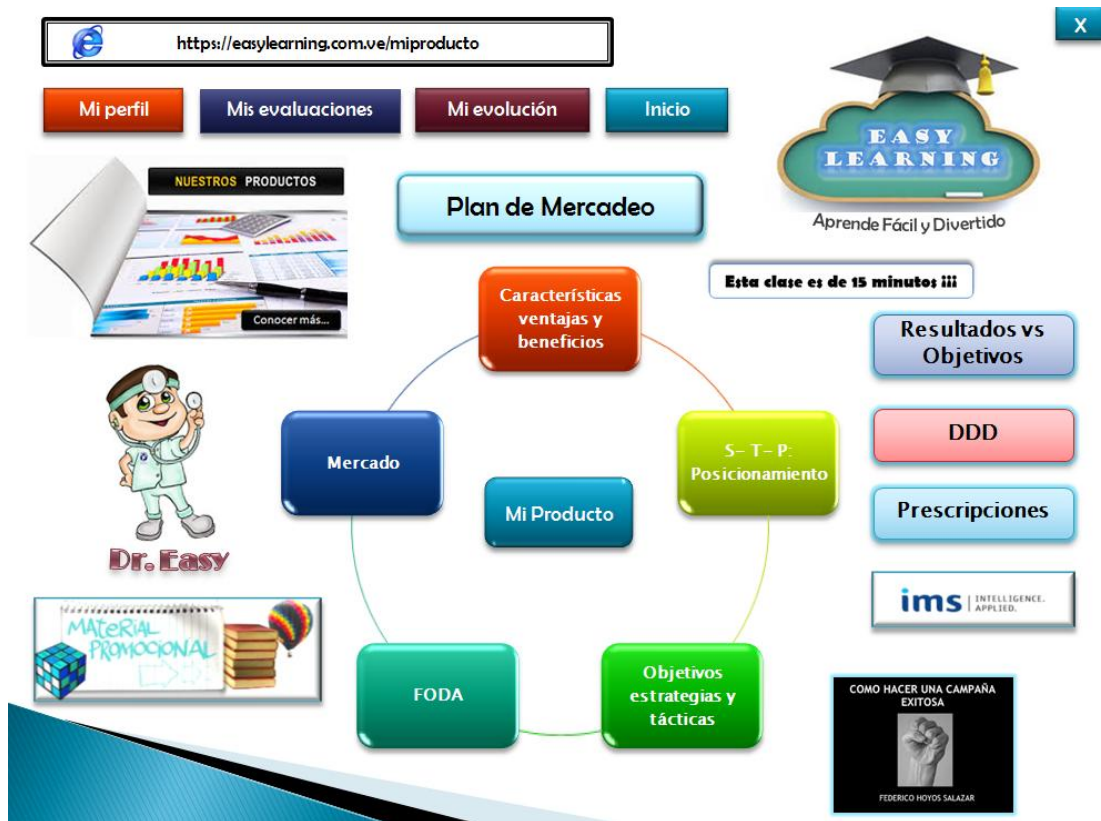 https://easylearning.com.ve/miproducto
X
Mi perfil
Mis evaluaciones
Mi evolución
Inicio
EASY
LEARNING
Aprende Fácil y Divertido
NUESTROS PRODUCTOS
Conocer más...
Plan de Mercadeo
Esta clase es de 15 minutos ¡¡¡
Características
ventajas y
beneficios
S- T- P:
Posicionamiento
Objetivos
estrategias y
tácticas
FODA
Mercado
Mi Producto
Resultados vs
Objetivos
DDD
Prescripciones
ims INTELLIGENCE.
APPLIED.
Dr. Easy
MATERIAL
PROMOCIONAL
COMO HACER UNA CAMPAÑA
EXITOSA
FEDERICO HOYOS SALAZAR